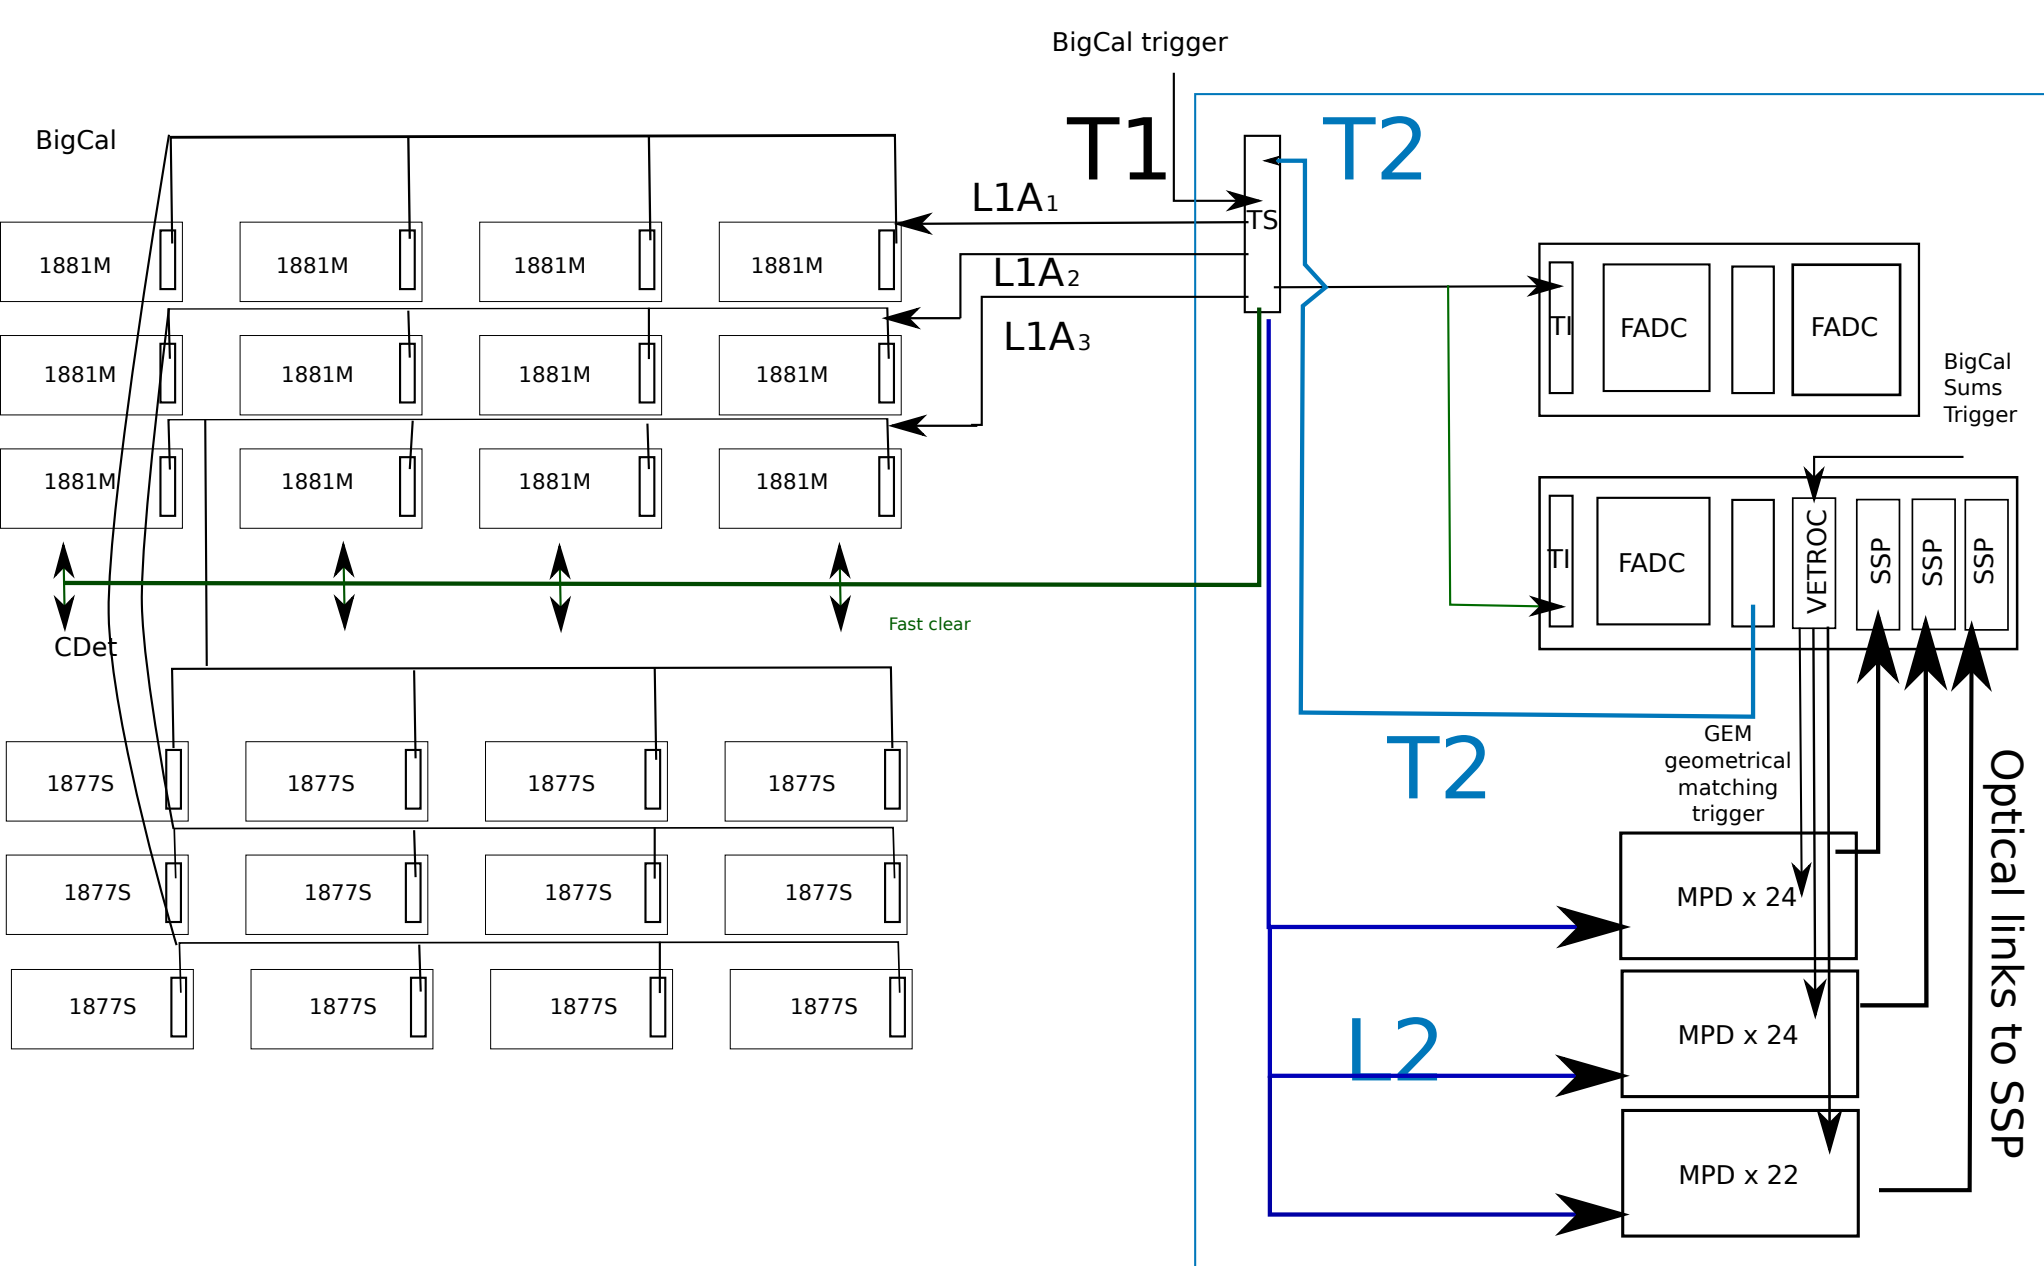 BigCal trigger
T1
T2
BigCal
L1A1
TS
1881M
1881M
1881M
1881M
L1A2
L1A3
TI
FADC
FADC
BigCal
Sums
Trigger
1881M
1881M
1881M
1881M
1881M
1881M
1881M
1881M
TI
FADC
VETROC
SSP
SSP
SSP
Fast clear
CDet
T2
GEM
geometrical
matching
trigger
1877S
1877S
1877S
1877S
Optical links to SSP
1877S
1877S
1877S
1877S
MPD x 24
1877S
1877S
1877S
1877S
L2
MPD x 24
MPD x 22